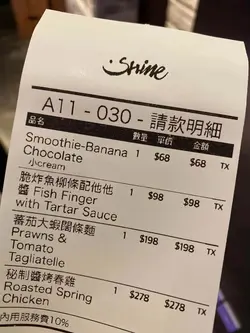 Shine
A11 - 030 - 請款明細
品名 數量 單價 金額
Smoothie-Banana 1 $68 $68 TX
Chocolate
小cream
脆炸魚柳條配他他
醬 Fish Finger 1 $98 $98 TX
with Tartar Sauce
蕃茄大蝦闊條麵
Prawns & 1 $198 $198 TX
Tomato
Tagliatelle
秘制醬烤春雞
Roasted Spring 1 $278 $278 TX
Chicken
內用服務費10%